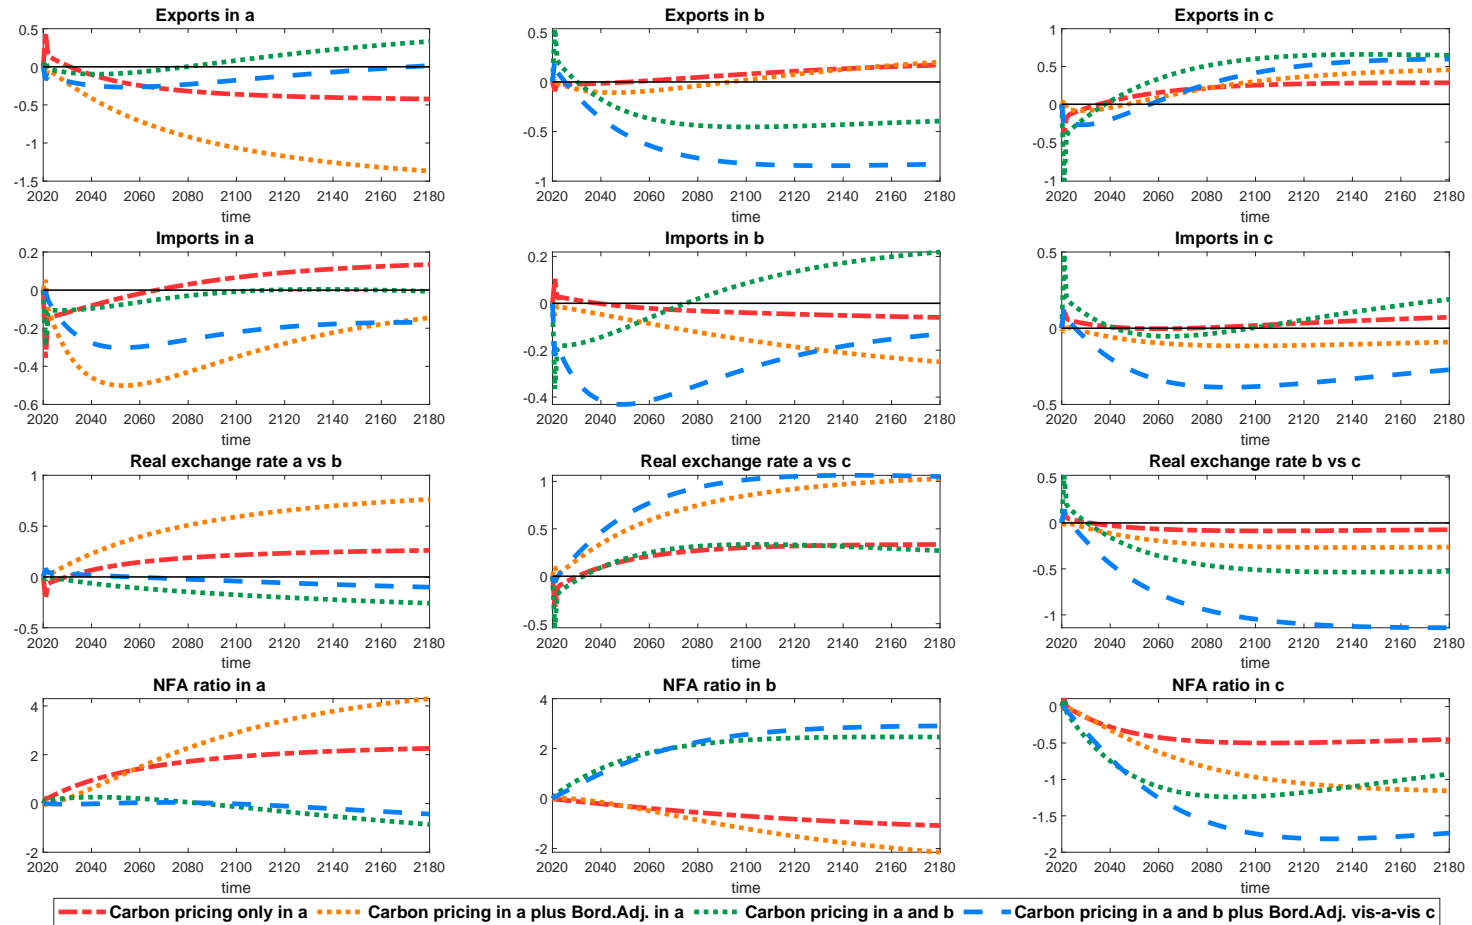 Exports in a
Exports in b
Exports in c
0.5
0
-0.5
-1
-1.5
2020 2040 2060 2080 2100 2120 2140 2160 2180
time
0.5
0
-0.5
-1
2020 2040 2060 2080 2100 2120 2140 2160 2180
time
1
0.5
0
-0.5
-1
2020 2040 2060 2080 2100 2120 2140 2160 2180
time
Imports in a
Imports in b
Imports in c
0.2
0
-0.2
-0.4
-0.6
2020 2040 2060 2080 2100 2120 2140 2160 2180
time
0.2
0
-0.2
-0.4
2020 2040 2060 2080 2100 2120 2140 2160 2180
time
0.5
0
-0.5
2020 2040 2060 2080 2100 2120 2140 2160 2180
time
Real exchange rate a vs b
Real exchange rate a vs c
Real exchange rate b vs c
1
0.5
0
-0.5
2020 2040 2060 2080 2100 2120 2140 2160 2180
time
1
0.5
0
-0.5
2020 2040 2060 2080 2100 2120 2140 2160 2180
time
0.5
0
-0.5
-1
2020 2040 2060 2080 2100 2120 2140 2160 2180
time
NFA ratio in a
NFA ratio in b
NFA ratio in c
4
2
0
-2
2020 2040 2060 2080 2100 2120 2140 2160 2180
time
4
2
0
-2
2020 2040 2060 2080 2100 2120 2140 2160 2180
time
0
-0.5
-1
-1.5
-2
2020 2040 2060 2080 2100 2120 2140 2160 2180
time
Carbon pricing only in a Carbon pricing in a plus Bord.Adj. in a Carbon pricing in a and b Carbon pricing in a and b plus Bord.Adj. vis-a-vis c